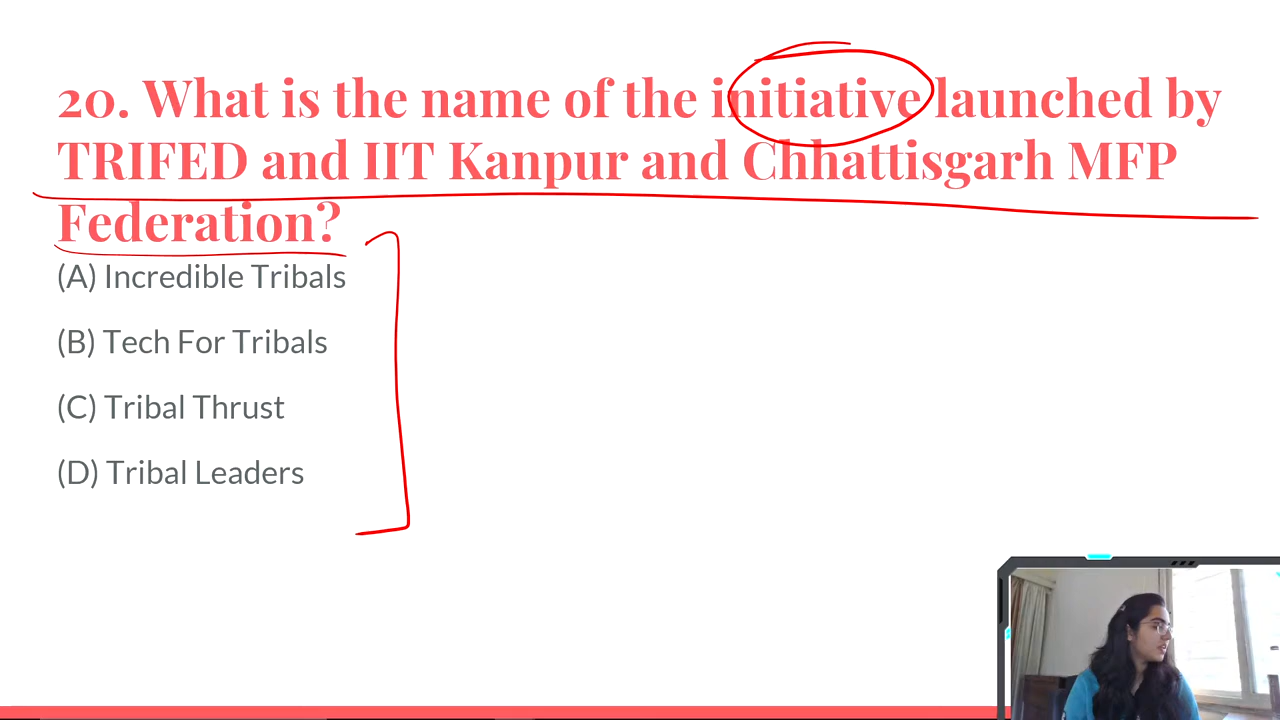 20. What is the name of the initiative launched by
TRIFED and IIT Kanpur and Chhattisgarh MFP
Federation?
(A) Incredible Tribals
(B) Tech For Tribals
(C) Tribal Thrust
(D) Tribal Leaders